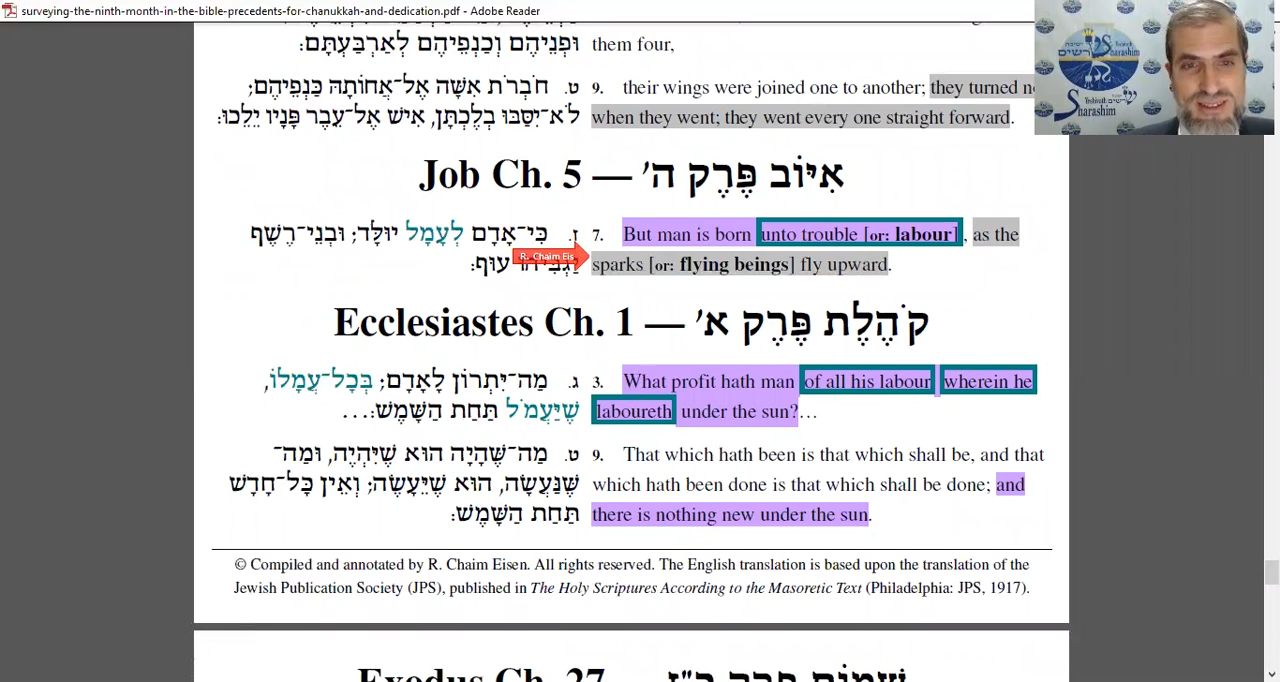 surveying-the-ninth-month-in-the-bible-precedents-for-chanukkah-and-dedication.pdf - Adobe Reader
וּפְנֵיהֶם וְכַנְפֵיהֶם לְאַרְבַּעְתָּם:
them four,
ט. חֹבְרֹת אִשָּׁה אֶל־אֲחוֹתָהּ כַּנְפֵיהֶם;
לֹא־יִסַּבּוּ בְלֶכְתָּן, אִישׁ אֶל־עֵבֶר פָּנָיו יֵלֵכוּ:
9. their wings were joined one to another; they turned
when they went; they went every one straight forward.
Job Ch. 5 — אִיּוֹב פֶּרֶק ה׳
ז. כִּי־אָדָם לְעָמָל יוּלָּד; וּבְנֵי־רֶשֶׁף
עוּף:
7. But man is born unto trouble [or: labour], as the
sparks [or: flying beings] fly upward.
R. Chaim Eis
Ecclesiastes Ch. 1 — קֹהֶלֶת פֶּרֶק א׳
ג. מַה־יִּתְרוֹן לָאָדָם; בְּכָל־עֲמָלוֹ,
שֶׁיַּעֲמֹל תַּחַת הַשָּׁמֶשׁ:...
3. What profit hath man of all his labour wherein he
laboureth under the sun?...
ט. מַה־שֶּׁהָיָה הוּא שֶׁיִּהְיֶה, וּמַה־
שֶּׁנַּעֲשָׂה, הוּא שֶׁיֵּעָשֶׂה; וְאֵין כָּל־חָדָשׁ
תַּחַת הַשָּׁמֶשׁ:
9. That which hath been is that which shall be, and that
which hath been done is that which shall be done; and
there is nothing new under the sun.
© Compiled and annotated by R. Chaim Eisen. All rights reserved. The English translation is based upon the translation of the
Jewish Publication Society (JPS), published in The Holy Scriptures According to the Masoretic Text (Philadelphia: JPS, 1917).
Exodus Ch. 27 — שְׁמוֹת פֶּרֶק כ״ז
Yeshivath
Sharashim